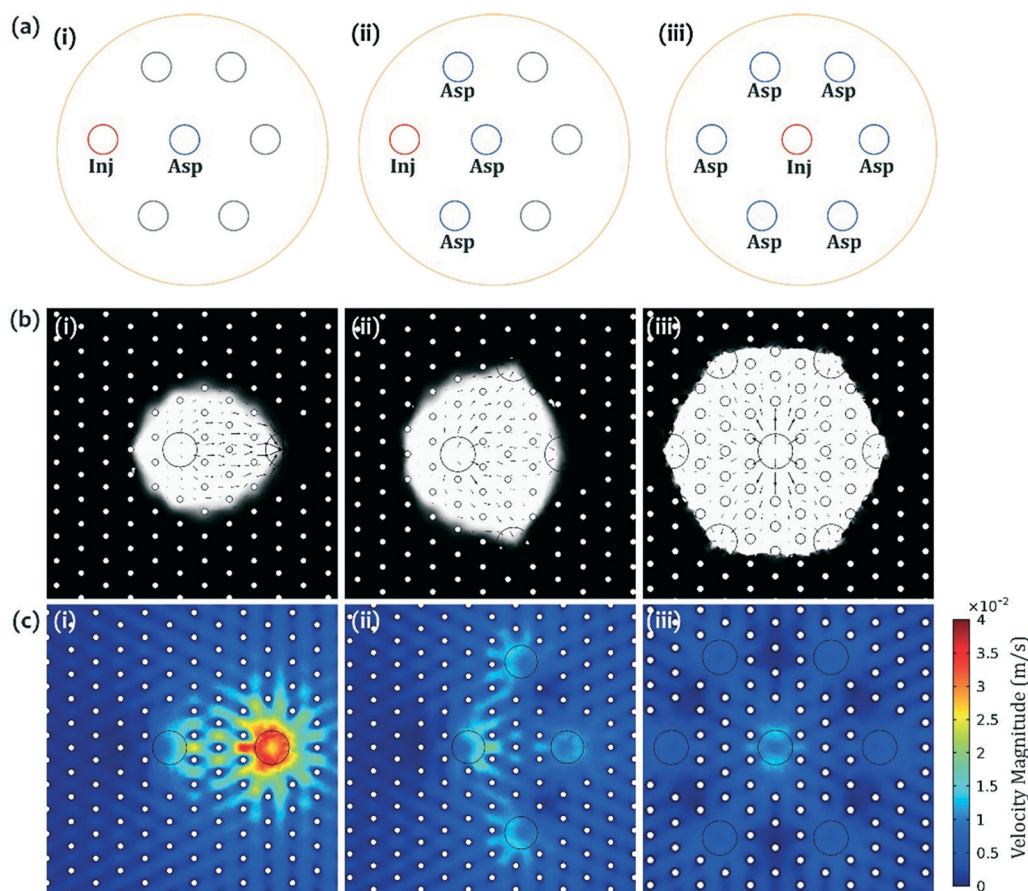 (a) (i) (ii) (iii)
Asp Asp Asp
Inj Asp Inj Asp Asp Inj Asp
Asp Asp Asp
(b) (i) (ii) (iii)
(c) (i) (ii) (iii)
×10⁻²
4
3.5
3
2.5
2
1.5
1
0.5
0
Velocity Magnitude (m/s)